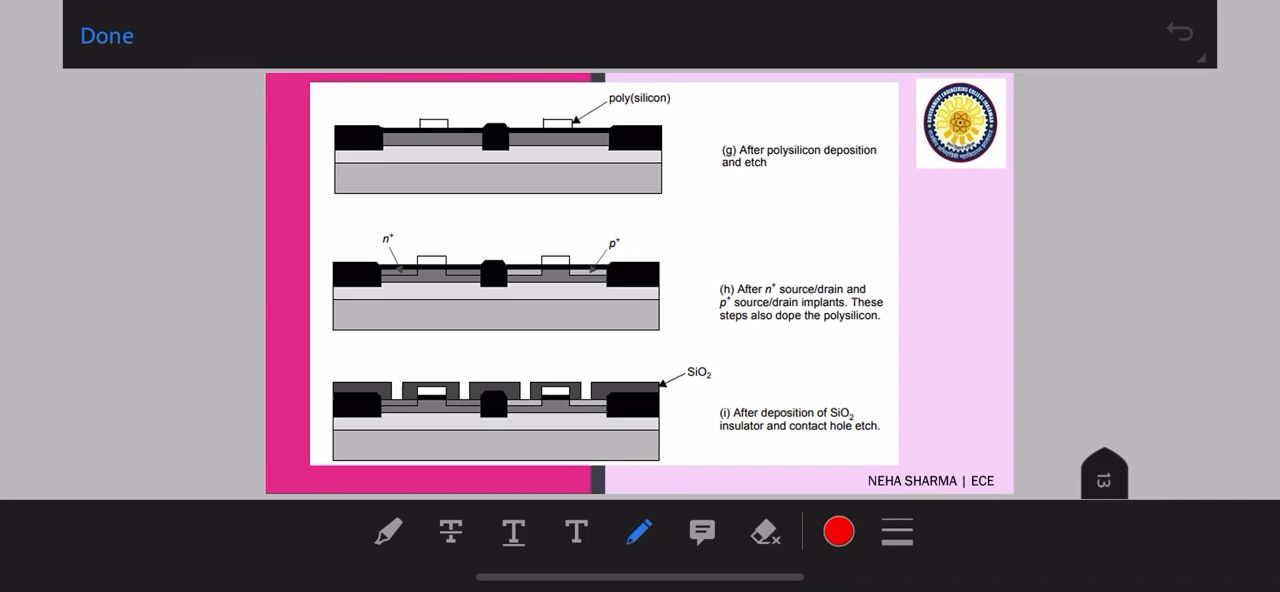 Done
poly(silicon)
(g) After polysilicon deposition
and etch
n⁺
p⁺
(h) After n⁺ source/drain and
p⁺ source/drain implants. These
steps also dope the polysilicon.
SiO₂
(i) After deposition of SiO₂
insulator and contact hole etch.
NEHA SHARMA | ECE
13
T
T
T